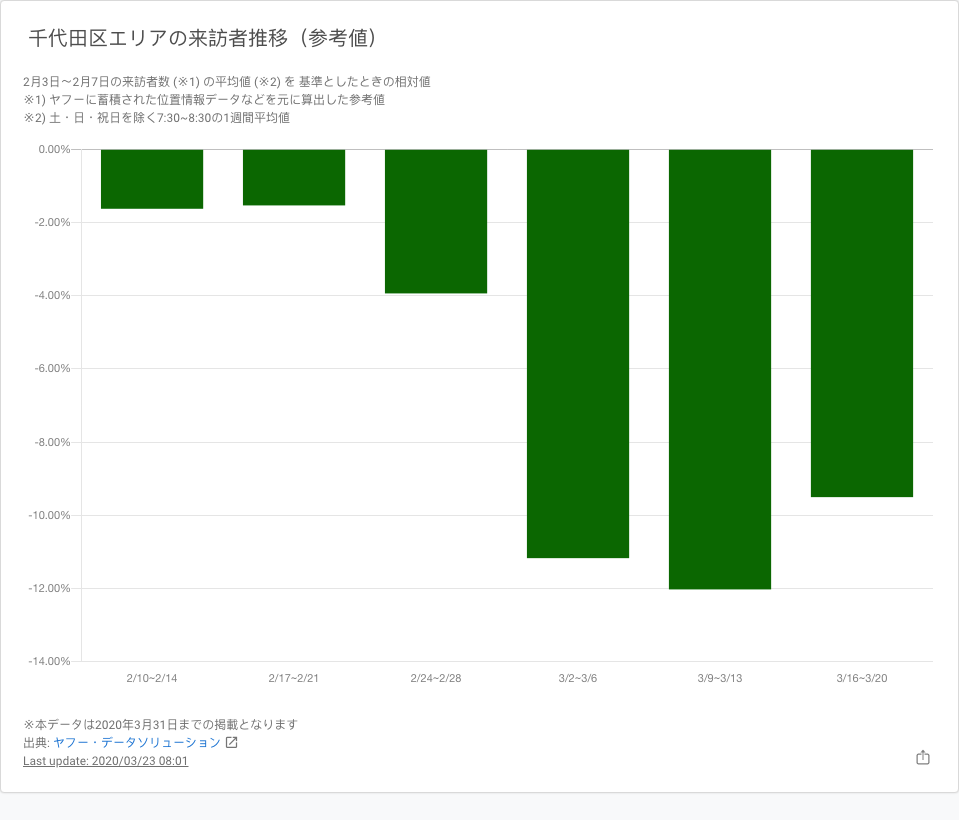 千代田区エリアの来訪者推移（参考値）
2月3日～2月7日の来訪者数 (※1) の平均値 (※2) を 基準としたときの相対値
※1) ヤフーに蓄積された位置情報データなどを元に算出した参考値
※2) 土・日・祝日を除く7:30~8:30の1週間平均値
0.00%
-2.00%
-4.00%
-6.00%
-8.00%
-10.00%
-12.00%
-14.00%
2/10~2/14 2/17~2/21 2/24~2/28 3/2~3/6 3/9~3/13 3/16~3/20
※本データは2020年3月31日までの掲載となります
出典: ヤフー・データソリューション
Last update: 2020/03/23 08:01